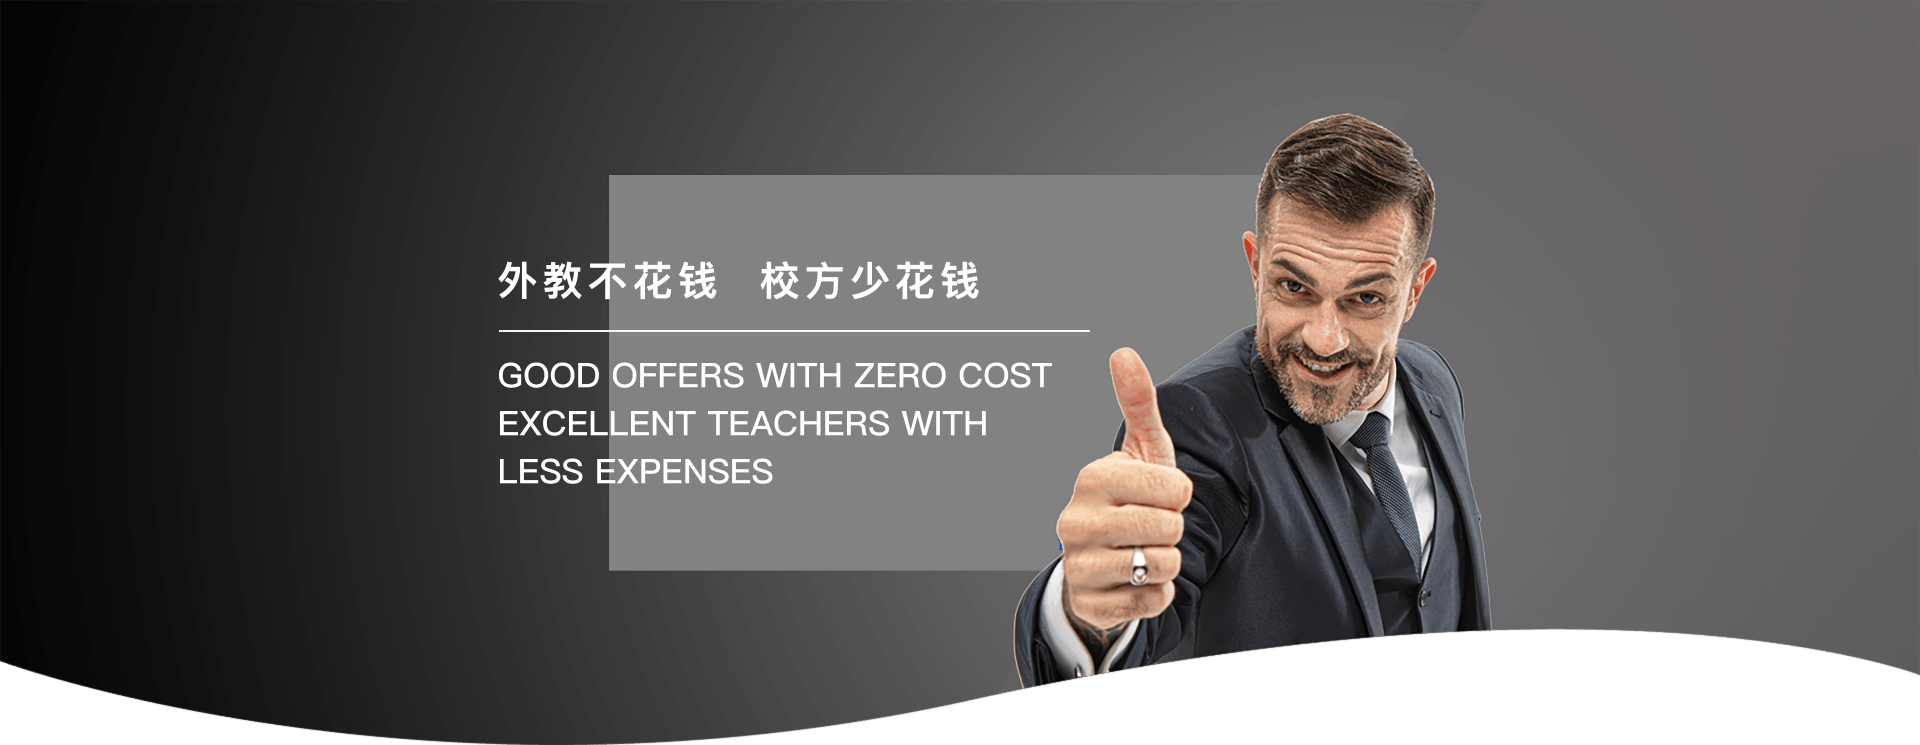 外教不花钱 校方少花钱
GOOD OFFERS WITH ZERO COST
EXCELLENT TEACHERS WITH
LESS EXPENSES